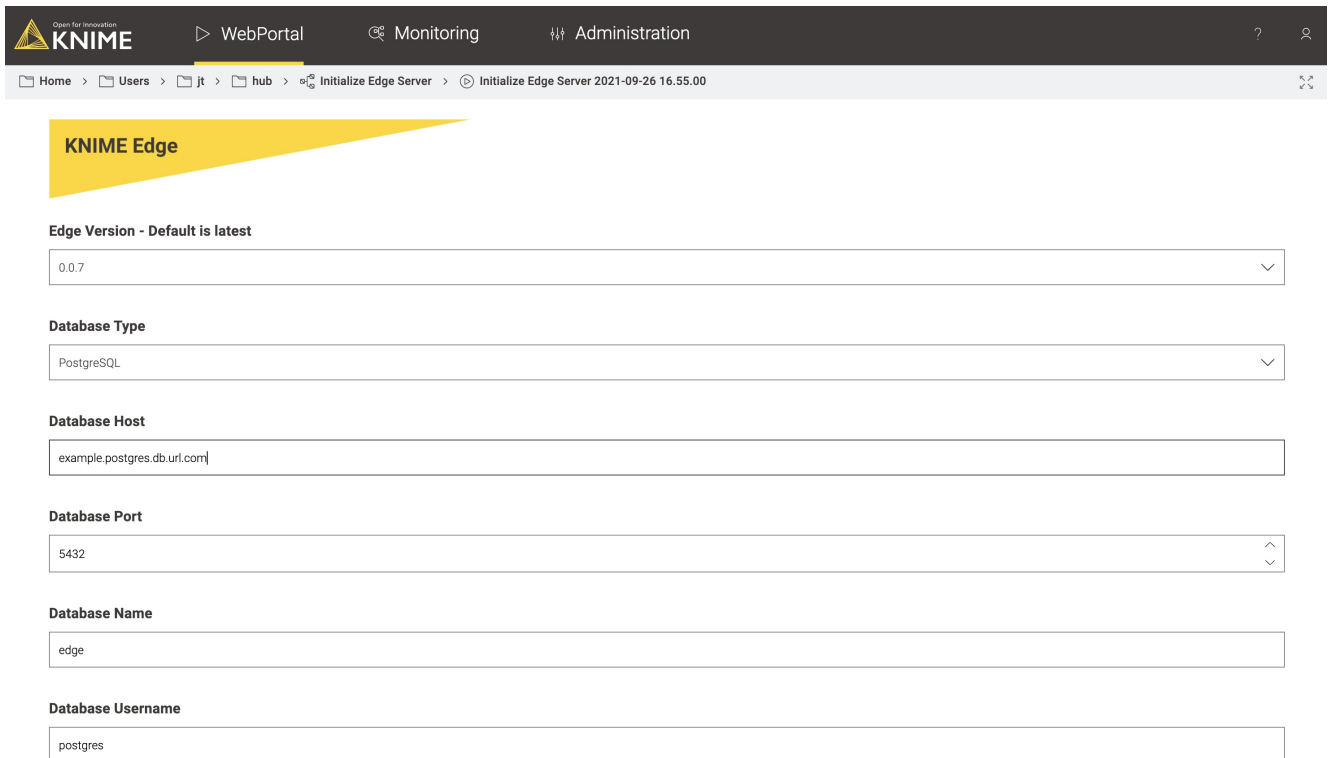 Open for Innovation
KNIME
WebPortal Monitoring Administration ?
Home > Users > jt > hub > Initialize Edge Server > Initialize Edge Server 2021-09-26 16.55.00
KNIME Edge
Edge Version - Default is latest
0.0.7
Database Type
PostgreSQL
Database Host
example.postgres.db.url.com
Database Port
5432
Database Name
edge
Database Username
postgres